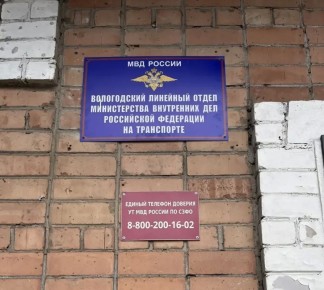 МВД РОССИИ
ВОЛОГОДСКИЙ ЛИНЕЙНЫЙ ОТДЕЛ
МИНИСТЕРСТВА ВНУТРЕННИХ ДЕЛ
РОССИЙСКОЙ ФЕДЕРАЦИИ
НА ТРАНСПОРТЕ
ЕДИНЫЙ ТЕЛЕФОН ДОВЕРИЯ
УТ МВД РОССИИ ПО СЗФО
8-800-200-16-02